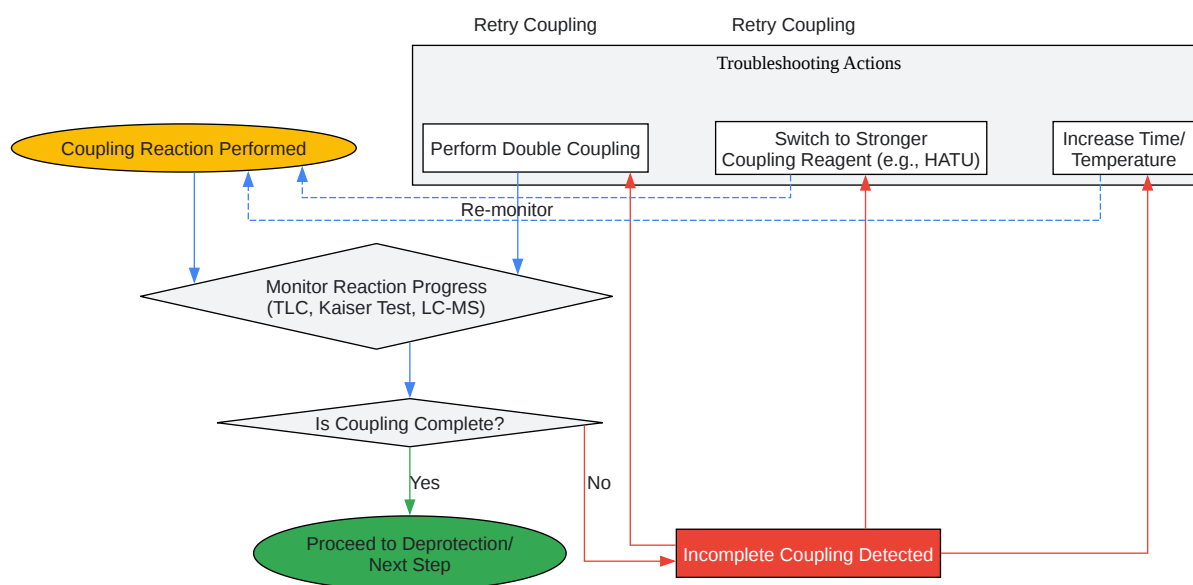 Retry Coupling
Retry Coupling
Troubleshooting Actions
Coupling Reaction Performed
Perform Double Coupling
Switch to Stronger
Coupling Reagent (e.g., HATU)
Increase Time/
Temperature
Re-monitor
Monitor Reaction Progress
(TLC, Kaiser Test, LC-MS)
Is Coupling Complete?
Yes
No
Proceed to Deprotection/
Next Step
Incomplete Coupling Detected